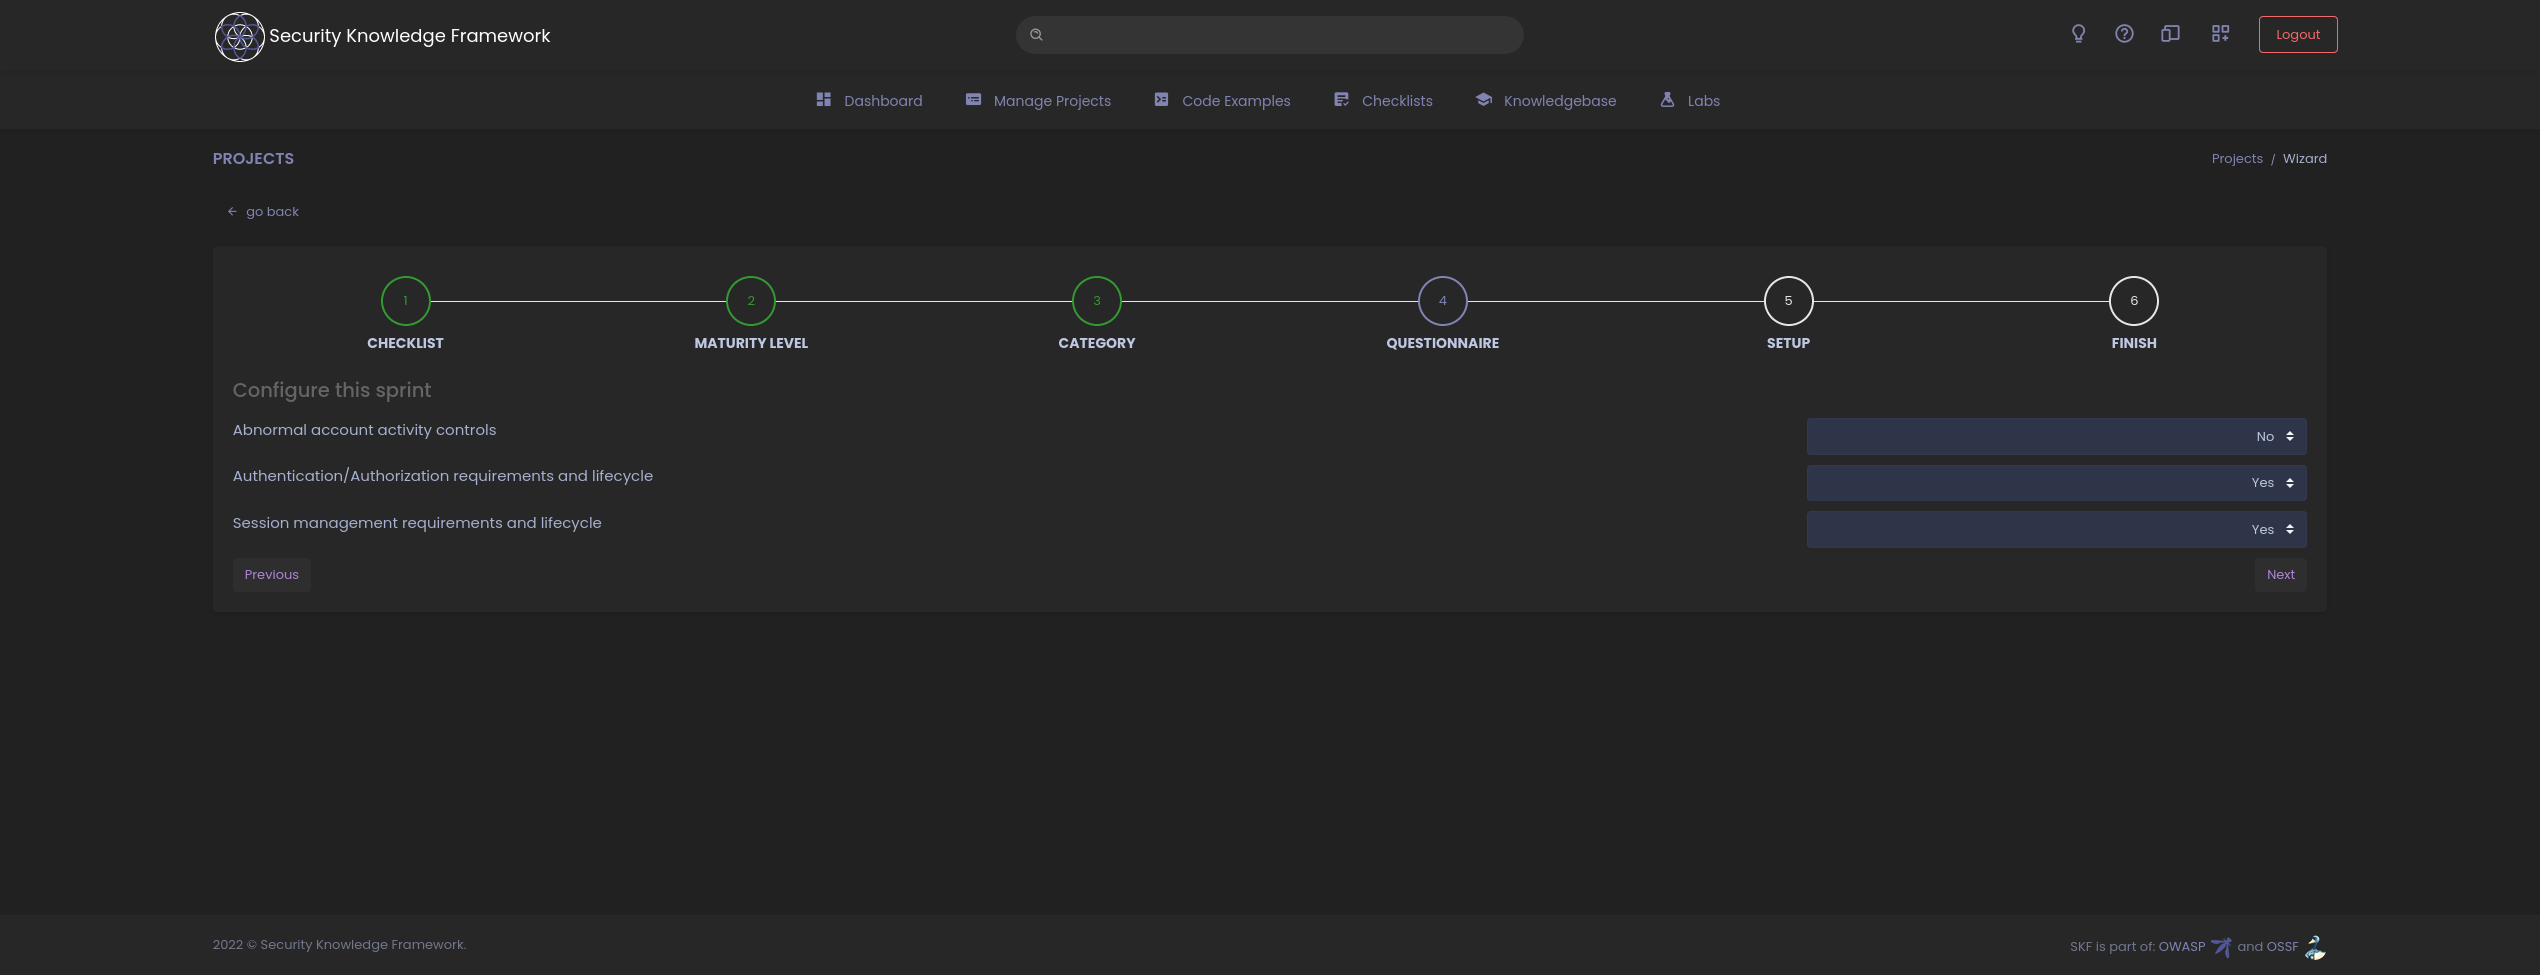 Security Knowledge Framework
Logout
Dashboard
Manage Projects
Code Examples
Checklists
Knowledgebase
Labs
PROJECTS
Projects / Wizard
go back
1
2
3
4
5
6
CHECKLIST
MATURITY LEVEL
CATEGORY
QUESTIONNAIRE
SETUP
FINISH
Configure this sprint
Abnormal account activity controls
No
Authentication/Authorization requirements and lifecycle
Yes
Session management requirements and lifecycle
Yes
Previous
Next
2022 © Security Knowledge Framework.
SKF is part of: OWASP and OSSF